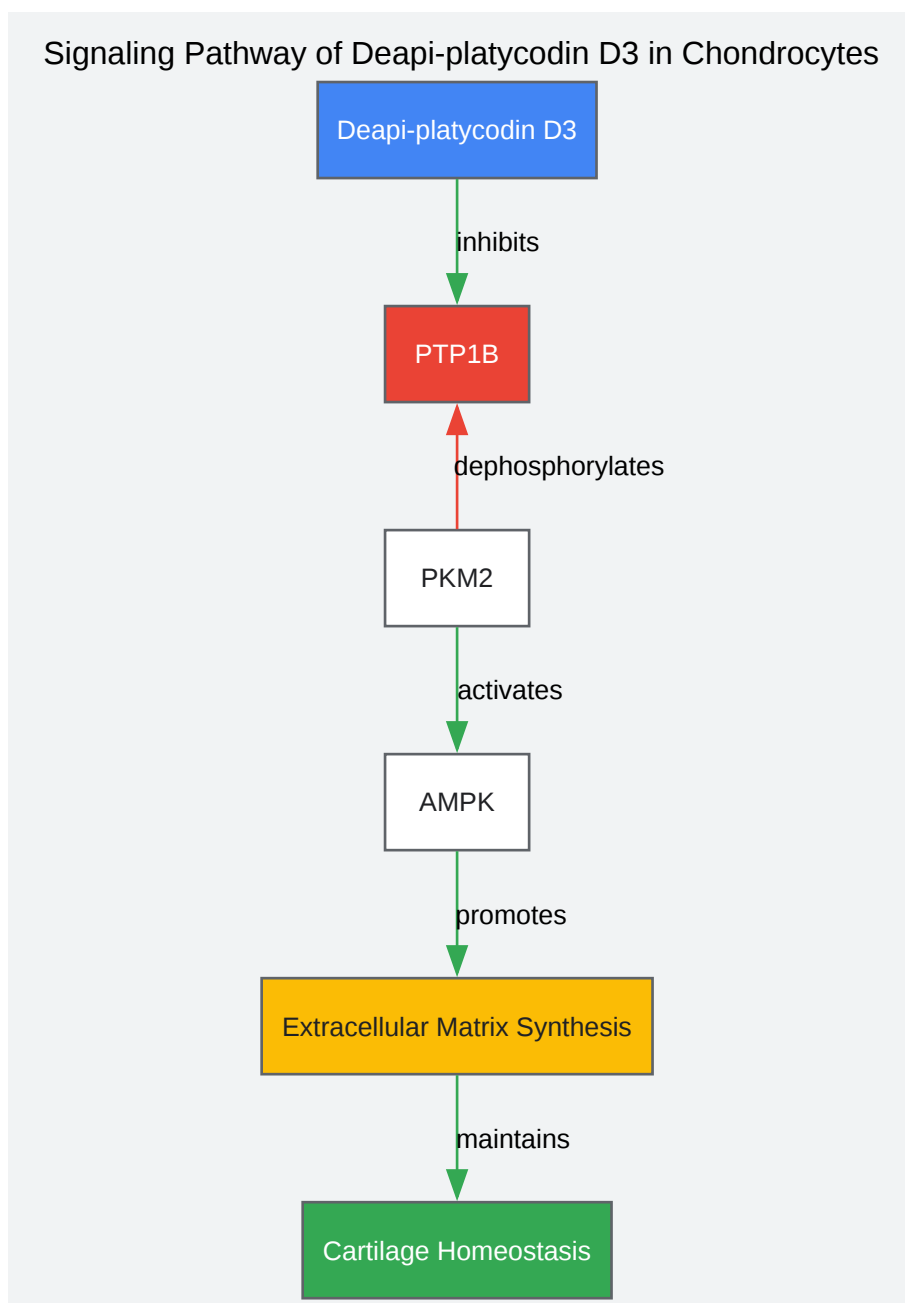 Signaling Pathway of Deapi-platycodin D3 in Chondrocytes
Deapi-platycodin D3
inhibits
PTP1B
dephosphorylates
PKM2
activates
AMPK
promotes
Extracellular Matrix Synthesis
maintains
Cartilage Homeostasis